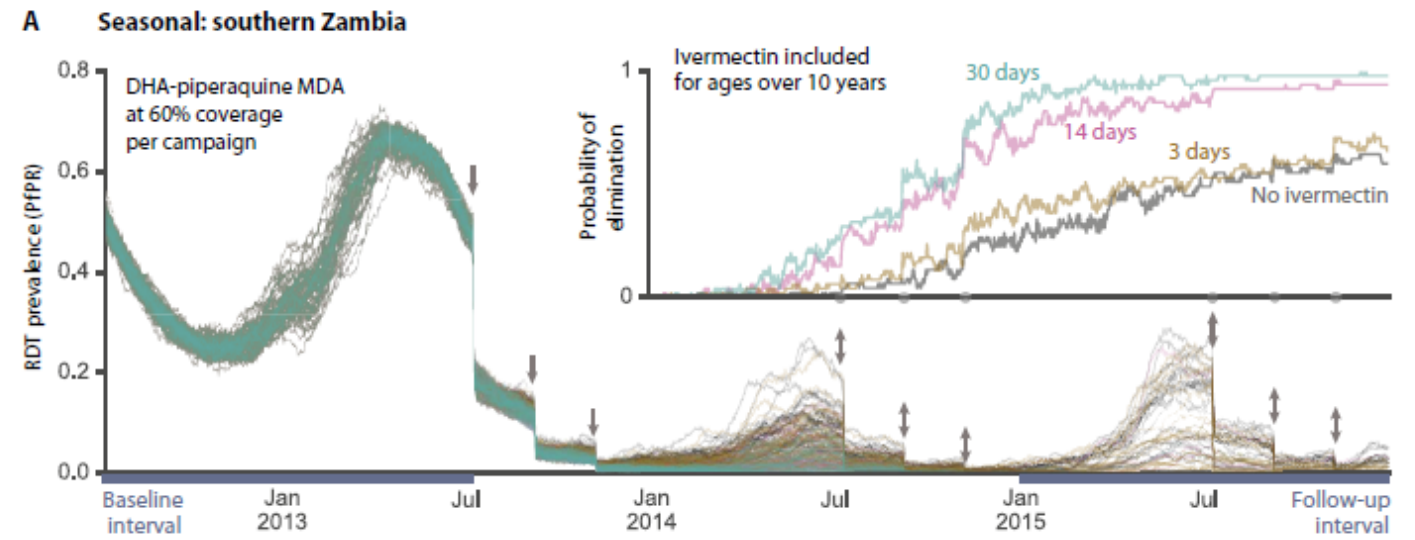 A Seasonal: southern Zambia
DHA-piperaquine MDA
at 60% coverage
per campaign
RDT prevalence (PfPR)
0.8
0.6
0.4
0.2
0.0
Ivermectin included
for ages over 10 years
Probability of
elimination
1
0
30 days
14 days
3 days
No ivermectin
Baseline
interval
Jan
2013
Jul
Jan
2014
Jul
Jan
2015
Jul
Follow-up
interval